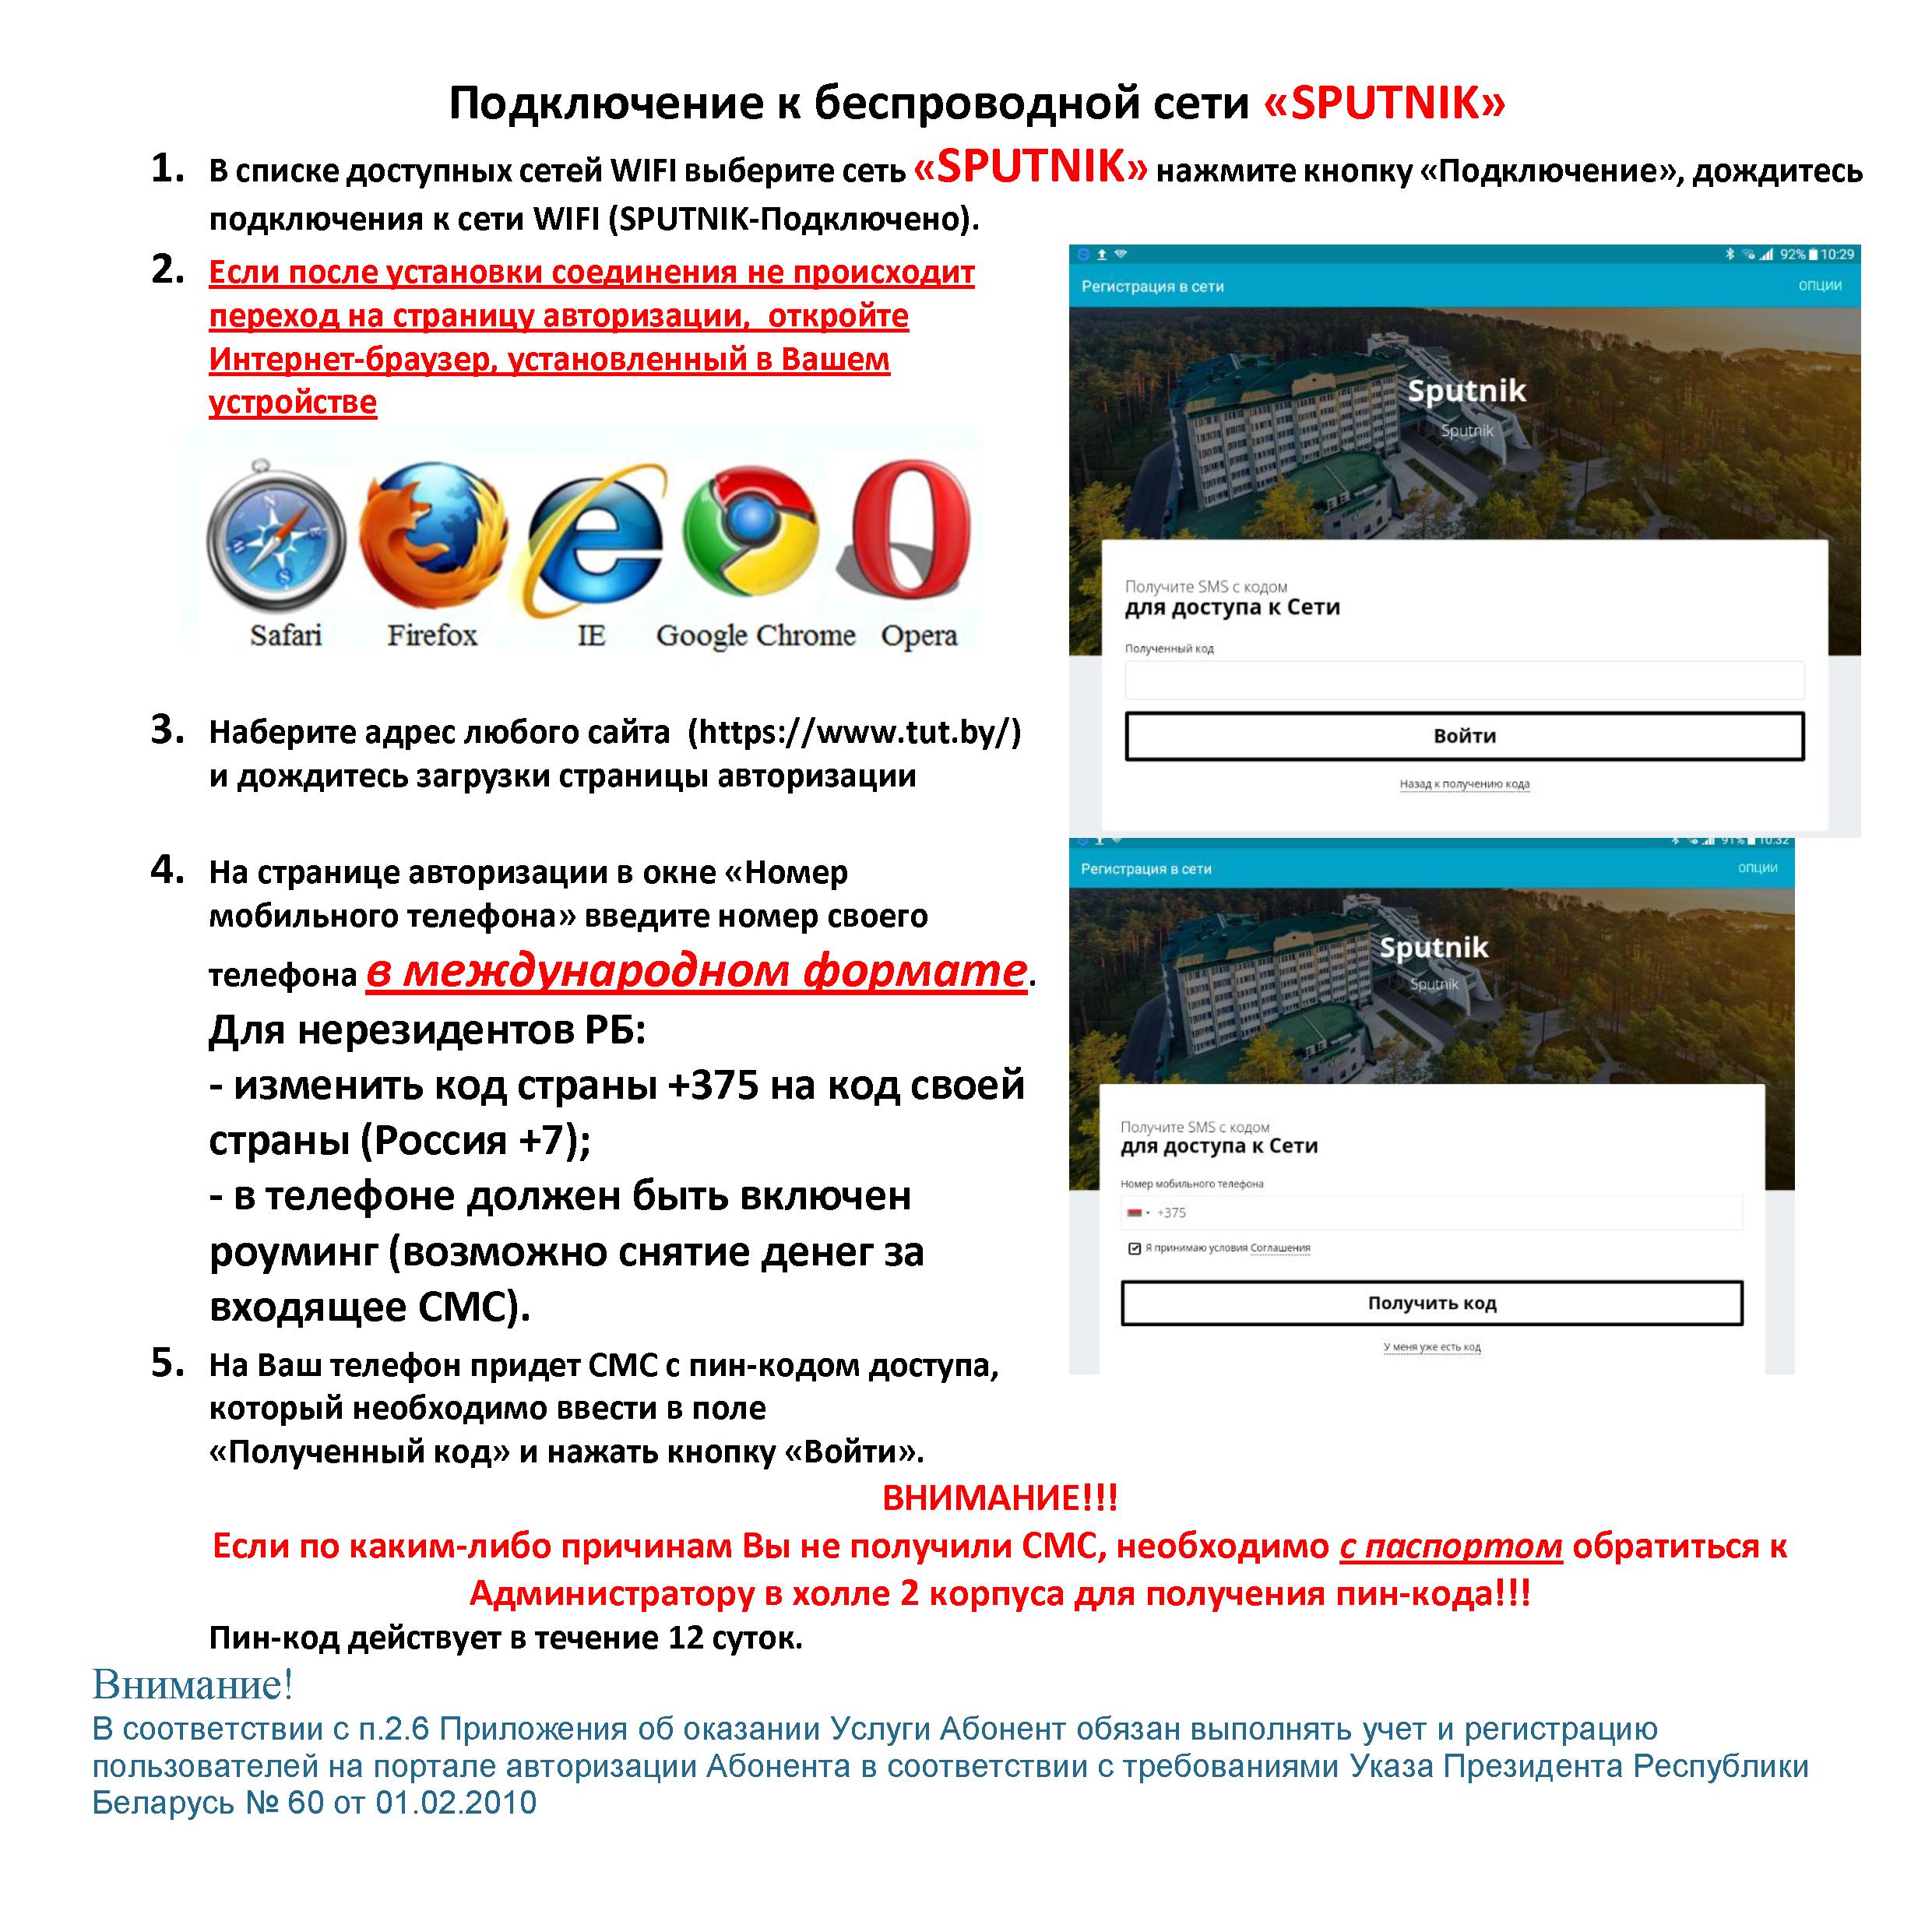 Подключение к беспроводной сети «SPUTNIK»
1. В списке доступных сетей WIFI выберите сеть «SPUTNIK» нажмите кнопку «Подключение», дождитесь
подключения к сети WIFI (SPUTNIK-Подключено).
2. Если после установки соединения не происходит
переход на страницу авторизации, откройте
Интернет-браузер, установленный в Вашем
устройстве
Safari Firefox IE Google Chrome Opera
3. Наберите адрес любого сайта (https://www.tut.by/)
и дождитесь загрузки страницы авторизации
4. На странице авторизации в окне «Номер
мобильного телефона» введите номер своего
телефона в международном формате.
Для нерезидентов РБ:
- изменить код страны +375 на код своей
страны (Россия +7);
- в телефоне должен быть включен
роуминг (возможно снятие денег за
входящее СМС).
5. На Ваш телефон придет СМС с пин-кодом доступа,
который необходимо ввести в поле
«Полученный код» и нажать кнопку «Войти».
92% 10:29
Регистрация в сети ОПЦИИ
Sputnik
Sputnik
Получите SMS с кодом
для доступа к Сети
Полученный код
Войти
Назад к получению кода
91% 10:32
Регистрация в сети ОПЦИИ
Sputnik
Sputnik
Получите SMS с кодом
для доступа к Сети
Номер мобильного телефона
+375
Я принимаю условия Соглашения
Получить код
У меня уже есть код
ВНИМАНИЕ!!!
Если по каким-либо причинам Вы не получили СМС, необходимо с паспортом обратиться к
Администратору в холле 2 корпуса для получения пин-кода!!!
Пин-код действует в течение 12 суток.
Внимание!
В соответствии с п.2.6 Приложения об оказании Услуги Абонент обязан выполнять учет и регистрацию
пользователей на портале авторизации Абонента в соответствии с требованиями Указа Президента Республики
Беларусь № 60 от 01.02.2010